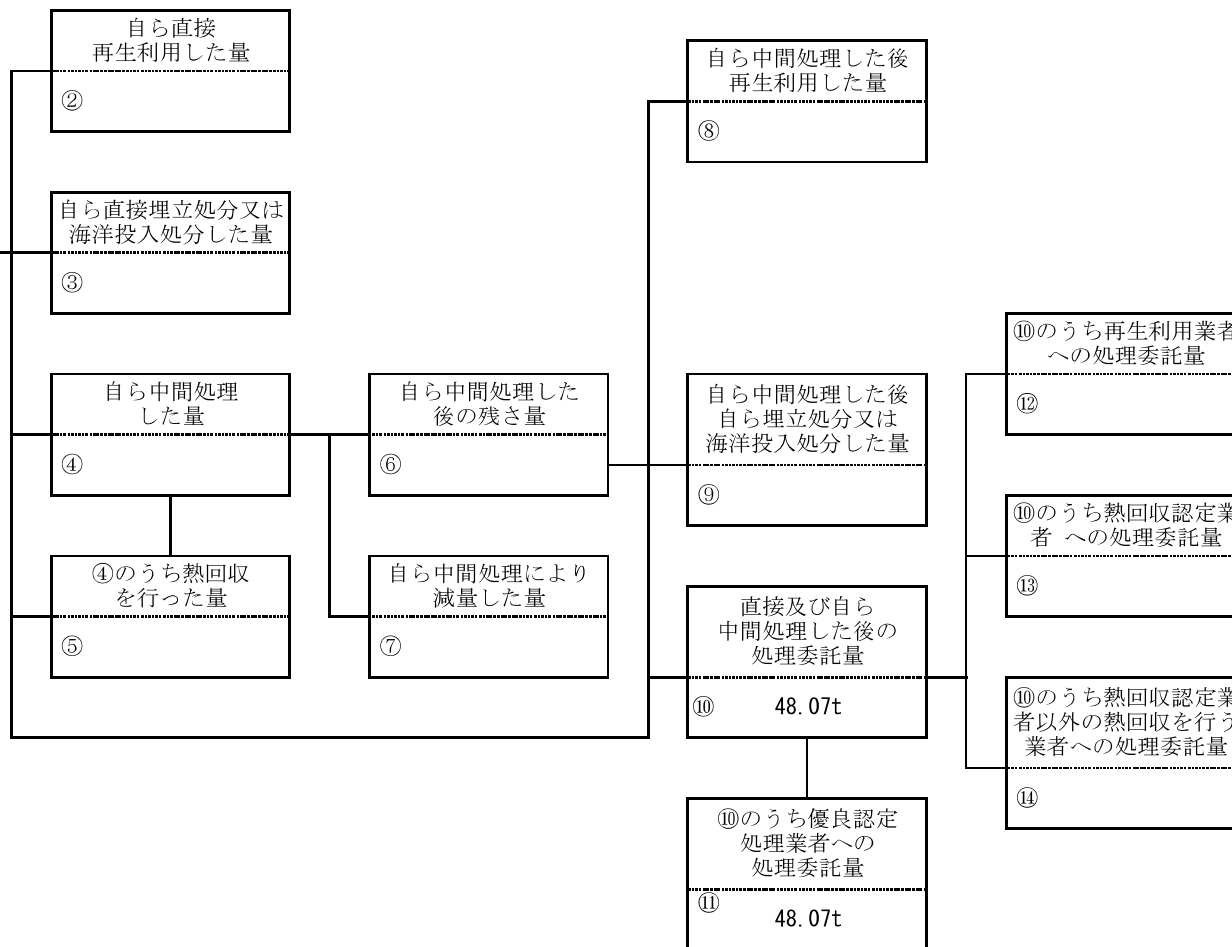 自ら直接
再生利用した量
②
自ら直接埋立処分又は
海洋投入処分した量
③
自ら中間処理
した量
④
④のうち熱回収
を行った量
⑤
自ら中間処理した
後の残さ量
⑥
自ら中間処理により
減量した量
⑦
自ら中間処理した後
再生利用した量
⑧
自ら中間処理した後
自ら埋立処分又は
海洋投入処分した量
⑨
直接及び自ら
中間処理した後の
処理委託量
⑩ 48.07t
⑩のうち優良認定
処理業者への
処理委託量
⑪ 48.07t
⑩のうち再生利用業者
への処理委託量
⑫
⑩のうち熱回収認定業
者 への処理委託量
⑬
⑩のうち熱回収認定業
者以外の熱回収を行う
業者への処理委託量
⑭